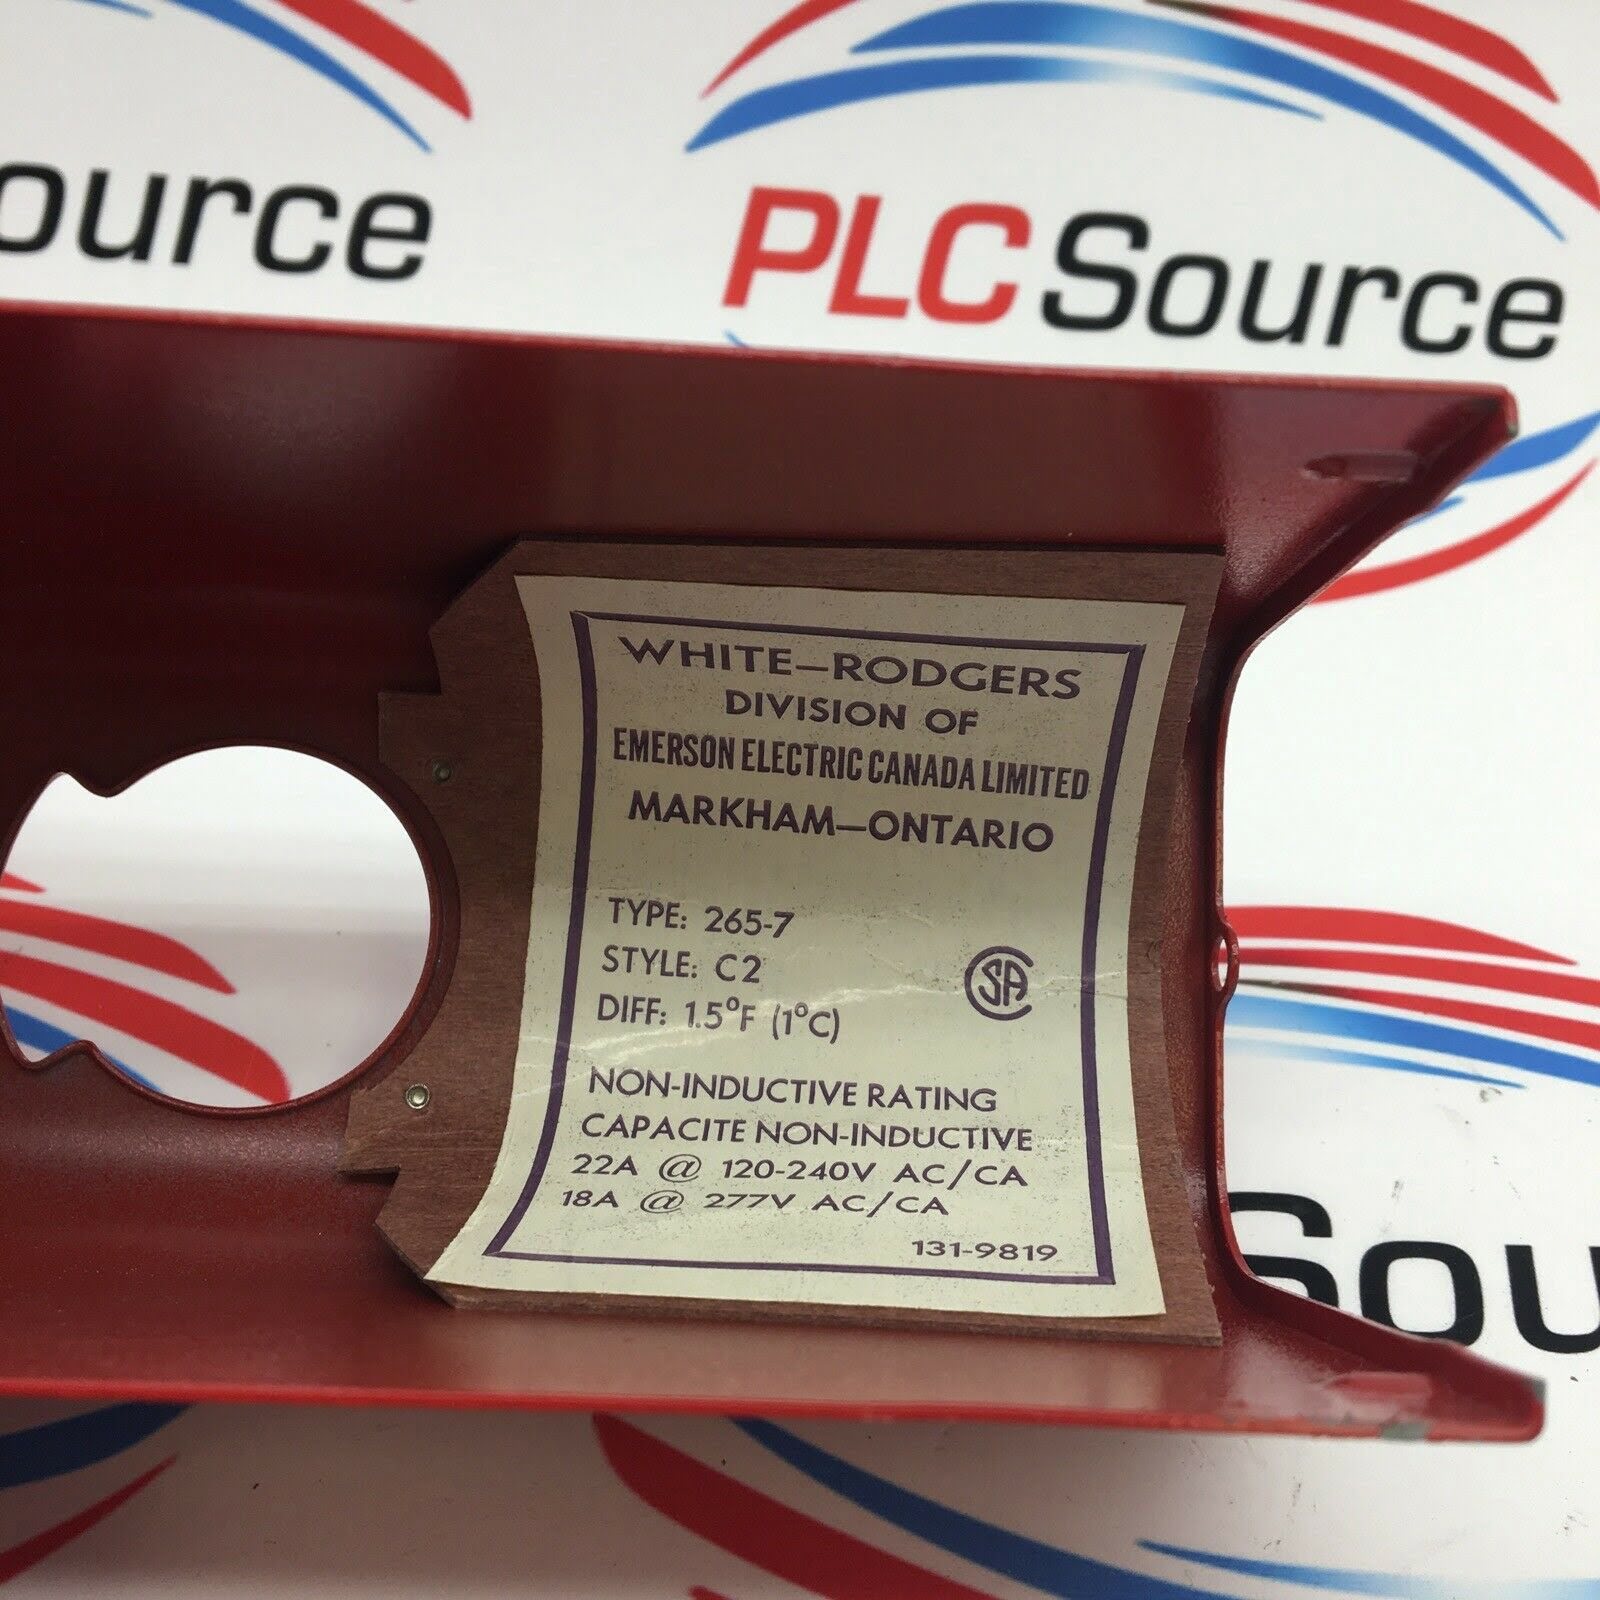 ource
PLC Source
WHITE—RODGERS
DIVISION OF
EMERSON ELECTRIC CANADA LIMITED
MARKHAM—ONTARIO
TYPE: 265-7
STYLE: C2
DIFF: 1.5°F (1°C)
CSA
NON-INDUCTIVE RATING
CAPACITE NON-INDUCTIVE
22A @ 120-240V AC/CA
18A @ 277V AC/CA
131-9819
Sou